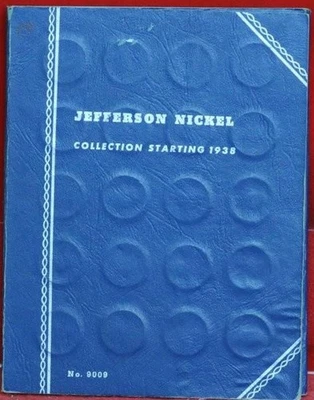 JEFFERSON NICKEL
COLLECTION STARTING 1938
No. 9009